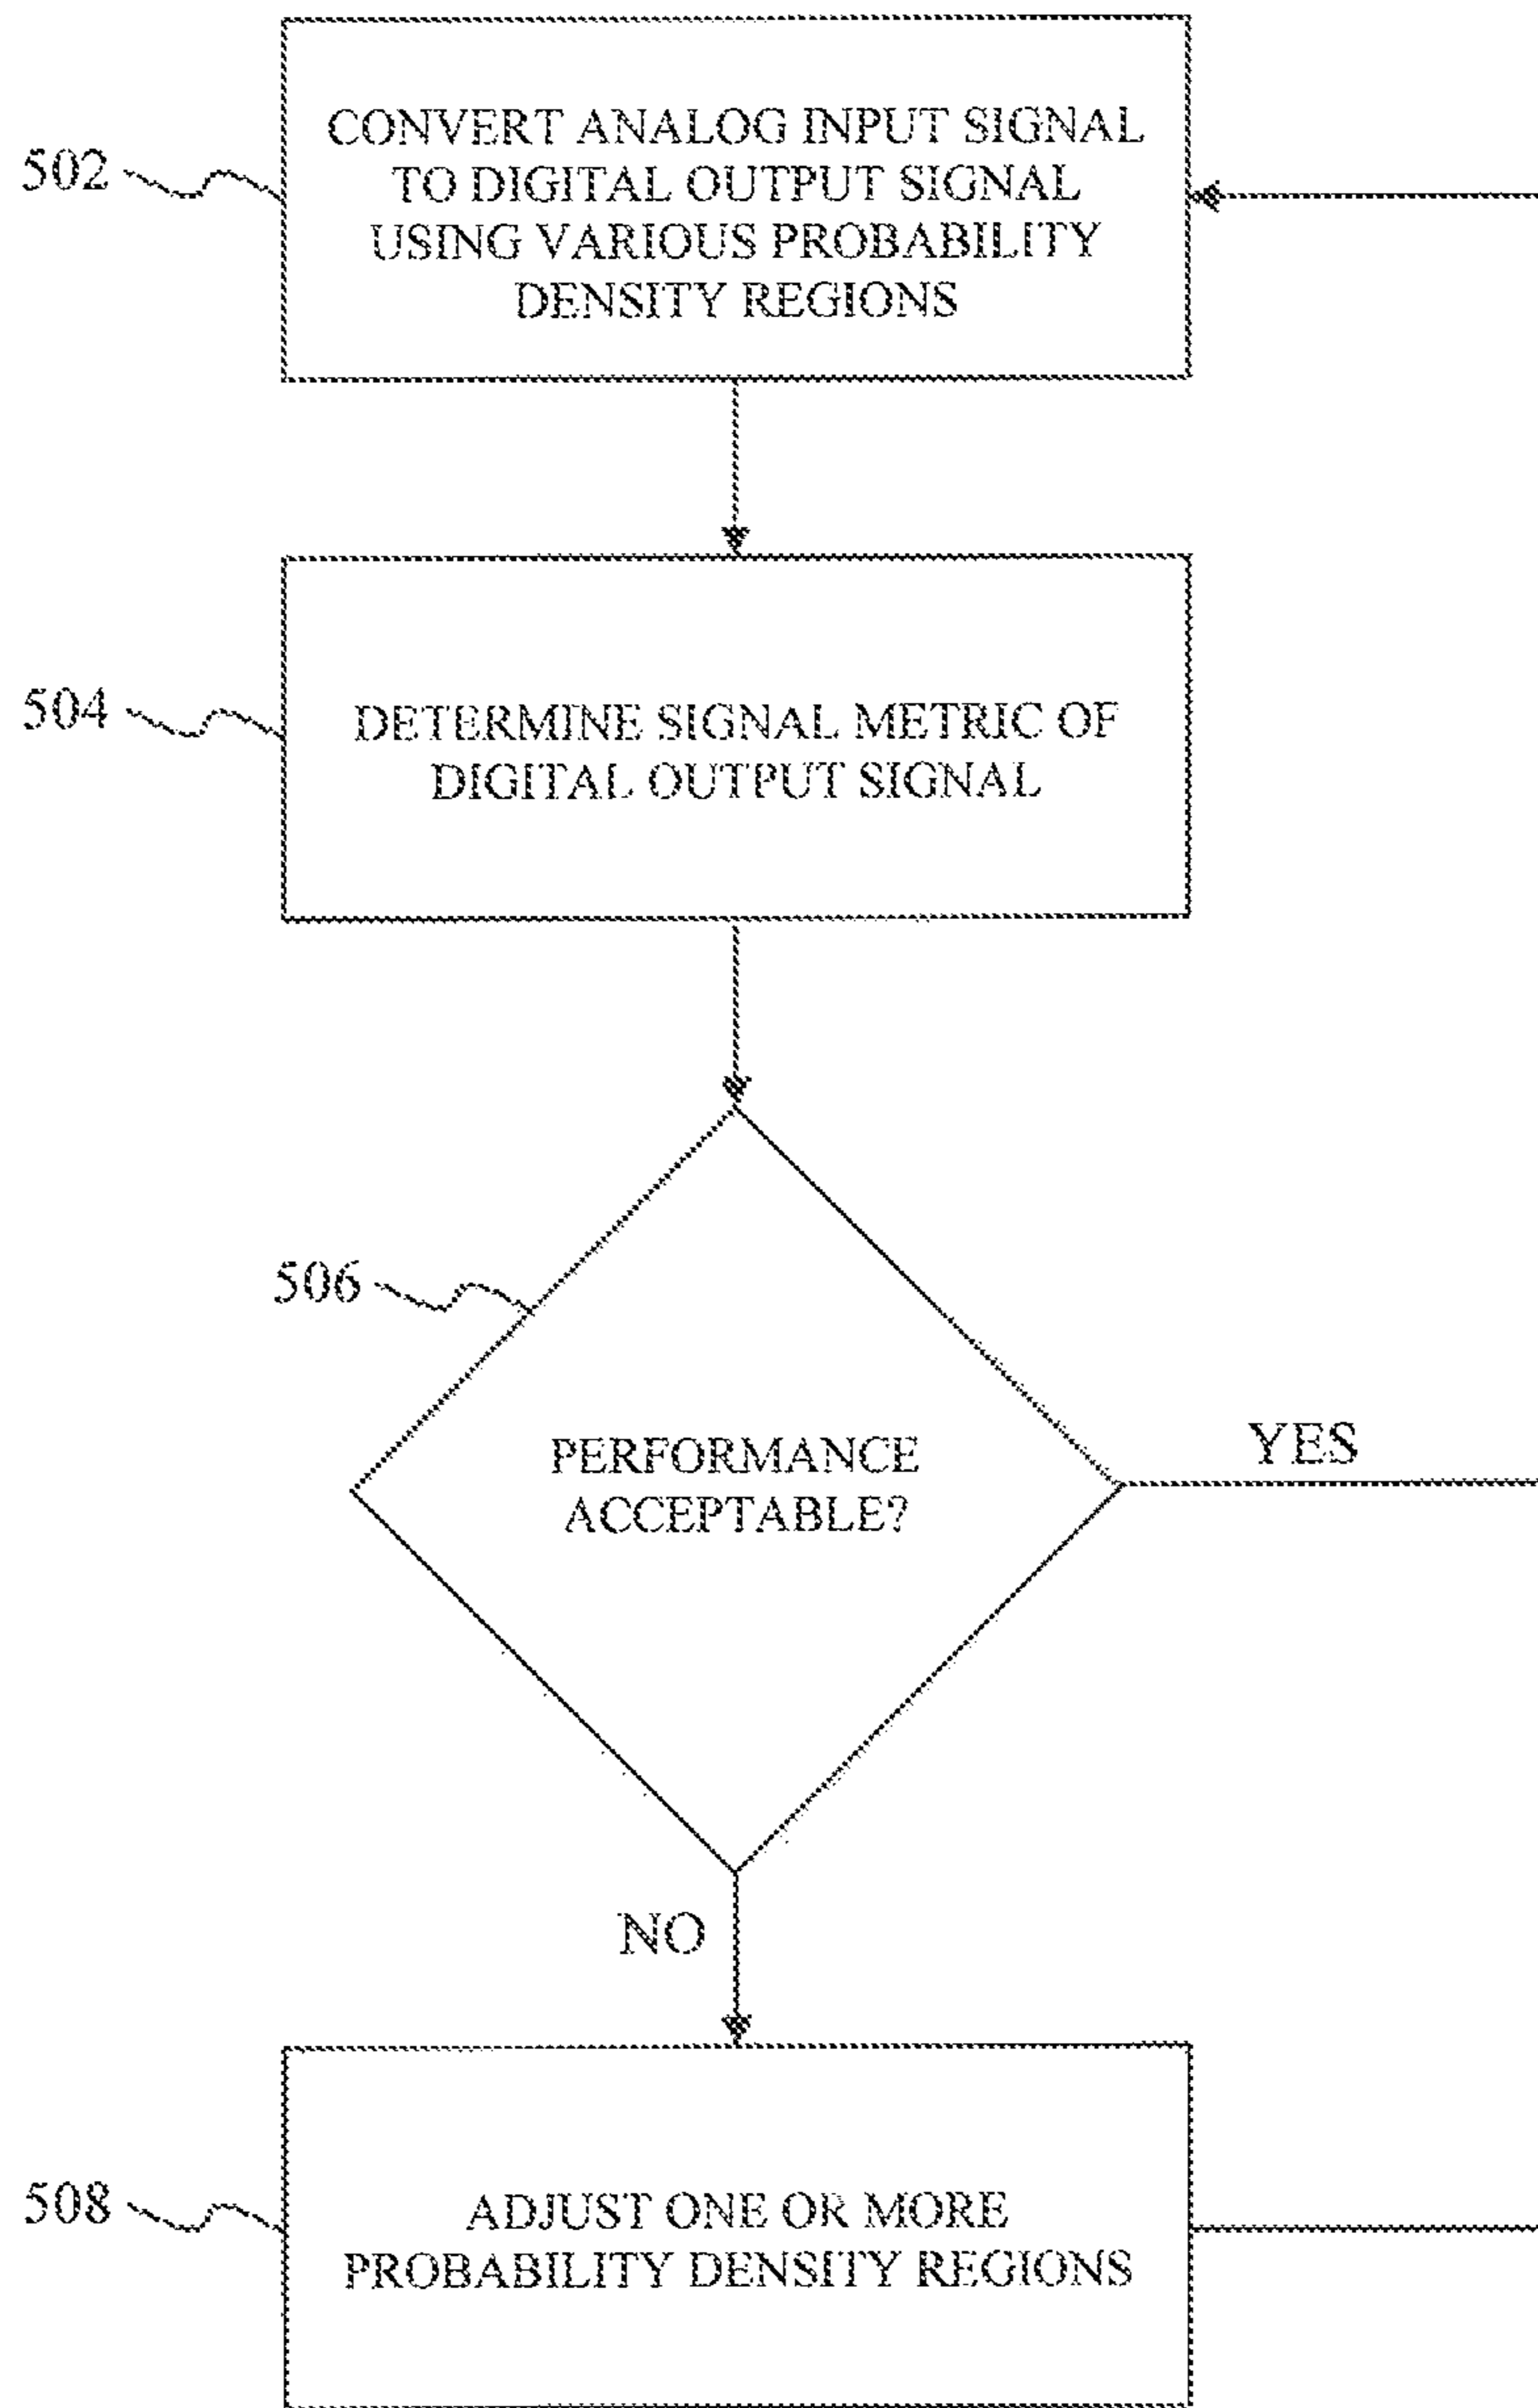 502
CONVERT ANALOG INPUT SIGNAL
TO DIGITAL OUTPUT SIGNAL
USING VARIOUS PROBABILITY
DENSITY REGIONS
504
DETERMINE SIGNAL METRIC OF
DIGITAL OUTPUT SIGNAL
506
PERFORMANCE
ACCEPTABLE?
YES
NO
508
ADJUST ONE OR MORE
PROBABILITY DENSITY REGIONS